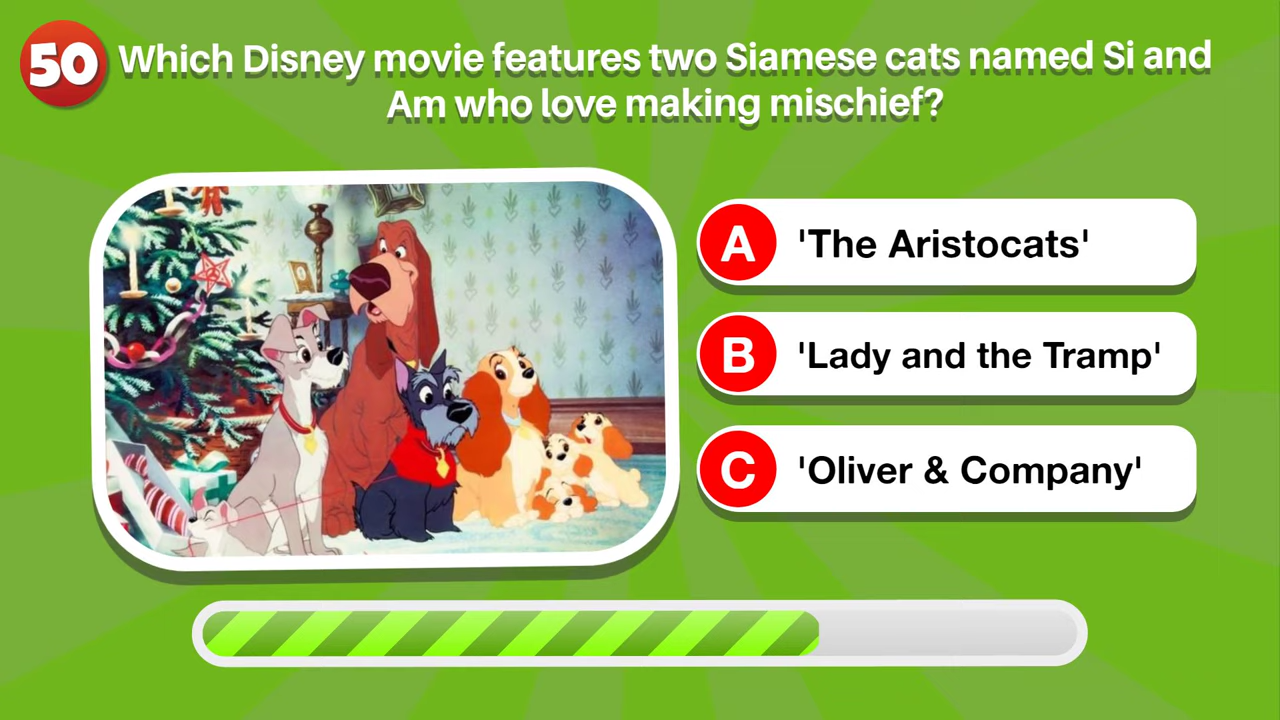 50
Which Disney movie features two Siamese cats named Si and
Am who love making mischief?
A 'The Aristocats'
B 'Lady and the Tramp'
C 'Oliver & Company'